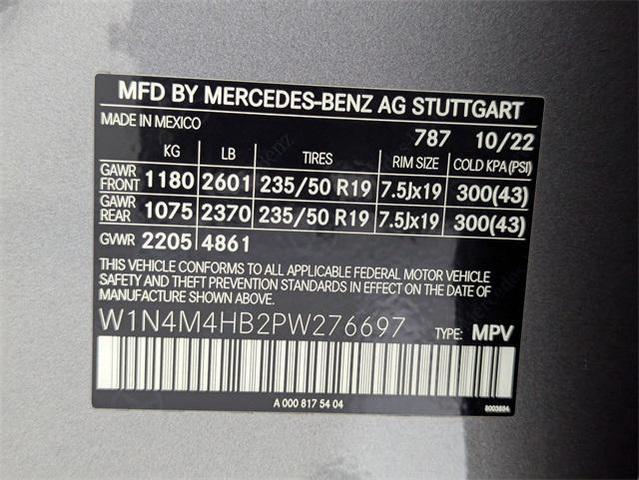 MFD BY MERCEDES-BENZ AG STUTTGART
MADE IN MEXICO 787 10/22
KG LB TIRES RIM SIZE COLD KPA(PSI)
GAWR FRONT 1180 2601 235/50 R19 7.5Jx19 300(43)
GAWR REAR 1075 2370 235/50 R19 7.5Jx19 300(43)
GVWR 2205 4861
THIS VEHICLE CONFORMS TO ALL APPLICABLE FEDERAL MOTOR VEHICLE
SAFETY AND THEFT PREVENTION STANDARDS IN EFFECT ON THE DATE
OF MANUFACTURE SHOWN ABOVE.
W1N4M4HB2PW276697 TYPE: MPV
A 000 817 54 04